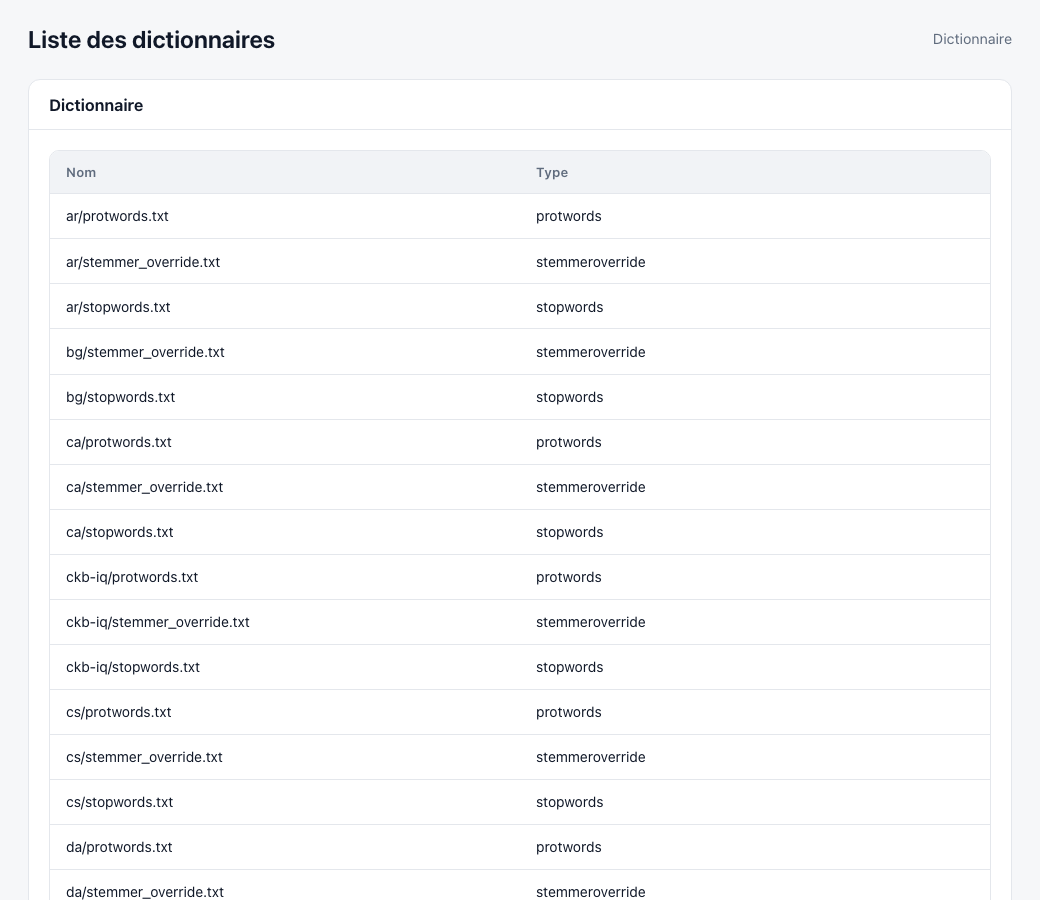 Liste des dictionnaires
Dictionnaire
Dictionnaire
Nom Type
ar/protwords.txt protwords
ar/stemmer_override.txt stemmeroverride
ar/stopwords.txt stopwords
bg/stemmer_override.txt stemmeroverride
bg/stopwords.txt stopwords
ca/protwords.txt protwords
ca/stemmer_override.txt stemmeroverride
ca/stopwords.txt stopwords
ckb-iq/protwords.txt protwords
ckb-iq/stemmer_override.txt stemmeroverride
ckb-iq/stopwords.txt stopwords
cs/protwords.txt protwords
cs/stemmer_override.txt stemmeroverride
cs/stopwords.txt stopwords
da/protwords.txt protwords
da/stemmer_override.txt stemmeroverride